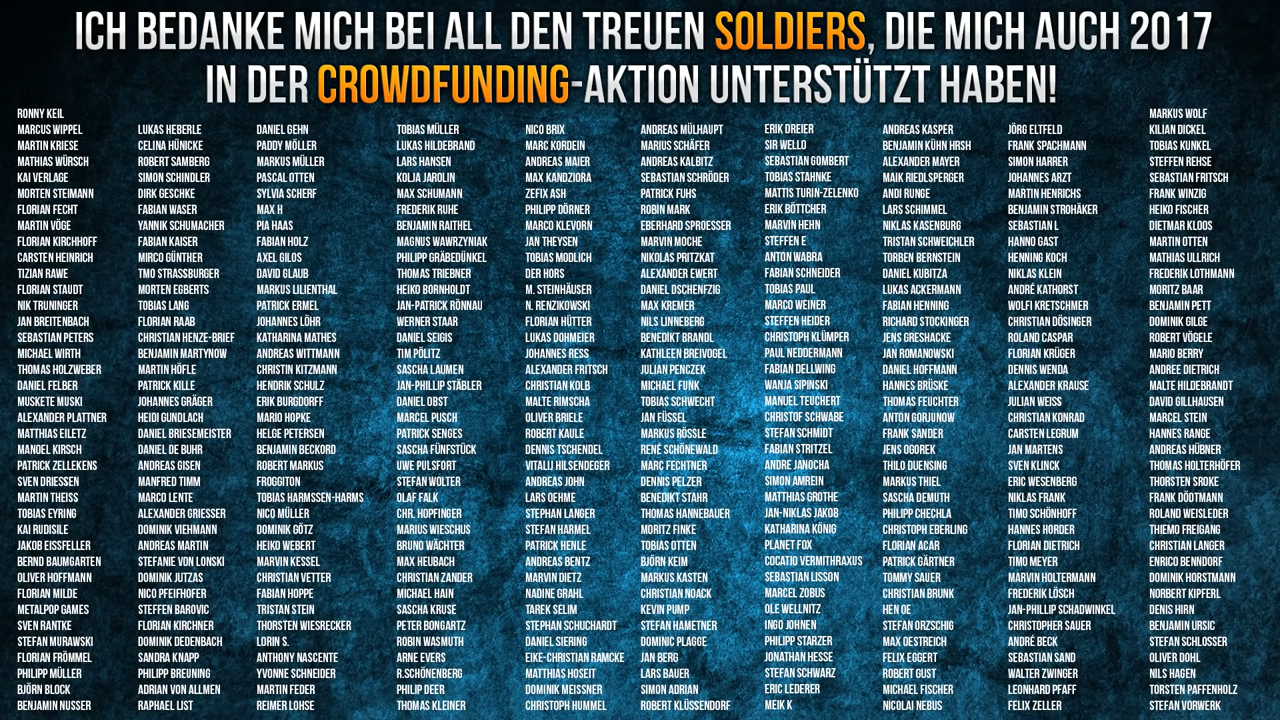 ICH BEDANKE MICH BEI ALL DEN TREUEN SOLDIERS, DIE MICH AUCH 2017
IN DER CROWDFUNDING-AKTION UNTERSTÜTZT HABEN!
RONNY KEIL
MARCUS WIPPEL
MARTIN KRIESE
MATHIAS WÜRSCH
KAI VERLAGE
MORTEN STEIMANN
FLORIAN FECHT
MARTIN VÖGE
FLORIAN KIRCHHOFF
CARSTEN HEINRICH
TIZIAN RAWE
FLORIAN STAUDT
NIK TRUNINGER
JAN BREITENBACH
SEBASTIAN PETERS
MICHAEL WIRTH
THOMAS HOLZWEBER
DANIEL FELBER
MUSKETE MUSKI
ALEXANDER PLATTNER
MATTHIAS EILETZ
MANOEL KIRSCH
PATRICK ZELLEKENS
SVEN DRIESSEN
MARTIN THEISS
TOBIAS EYRING
KAI RUDISILE
JAKOB EISSFELLER
BERND BAUMGARTEN
OLIVER HOFFMANN
FLORIAN MILDE
METALPOP GAMES
SVEN RANTKE
STEFAN MURAWSKI
FLORIAN FRÖMMEL
PHILIPP MÜLLER
BJÖRN BLOCK
BENJAMIN NUSSER
LUKAS HEBERLE
CELINA HÜNICKE
ROBERT SAMBERG
SIMON SCHINDLER
DIRK GESCHKE
FABIAN WASER
YANNIK SCHUMACHER
FABIAN KAISER
MIRCO GÜNTHER
TMO STRASSBURGER
MORTEN EGBERTS
TOBIAS LANG
FLORIAN RAAB
CHRISTIAN HENZE-BRIEF
BENJAMIN MARTYNOW
MARTIN HÖFLE
PATRICK KILLE
JOHANNES GRÄGER
HEIDI GUNDLACH
DANIEL BRIESEMEISTER
DANIEL DE BUHR
ANDREAS GISEN
MANFRED TIMM
MARCO LENTE
ALEXANDER GRIESSER
DOMINIK VIEHMANN
ANDREAS MARTIN
STEFANIE VON LONSKI
DOMINIK JUTZAS
NICO PFEIFHOFER
STEFFEN BAROVIC
FLORIAN KIRCHNER
DOMINIK DEDENBACH
SANDRA KNAPP
PHILIPP BREUNING
ADRIAN VON ALLMEN
RAPHAEL LIST
DANIEL GEHN
PADDY MÖLLER
MARKUS MÜLLER
PASCAL OTTEN
SYLVIA SCHERF
MAX H
PIA HAAS
FABIAN HOLZ
AXEL GILOS
DAVID GLAUB
MARKUS LILIENTHAL
PATRICK ERMEL
JOHANNES LÖHR
KATHARINA MATHES
ANDREAS WITTMANN
CHRISTIN KITZMANN
HENDRIK SCHULZ
ERIK BURGDORFF
MARIO HOPKE
HELGE PETERSEN
BENJAMIN BECKORD
ROBERT MARKUS
FROGGITON
TOBIAS HARMSSEN-HARMS
NICO MÜLLER
DOMINIK GÖTZ
HEIKO WEBERT
MARVIN KESSEL
CHRISTIAN VETTER
FABIAN HOPPE
TRISTAN STEIN
THORSTEN WIESRECKER
LORIN S.
ANTHONY NASCENTE
YVONNE SCHNEIDER
MARTIN FEDER
REIMER LOHSE
TOBIAS MÜLLER
LUKAS HILDEBRAND
LARS HANSEN
KOLJA JAROLIN
MAX SCHUMANN
FREDERIK RUHE
BENJAMIN RAITHEL
MAGNUS WAWRZYNIAK
PHILIPP GRÄBEDÜNKEL
THOMAS TRIEBNER
HEIKO BORNHOLDT
JAN-PATRICK RÖNNAU
WERNER STAAR
DANIEL SEIGIS
TIM PÖLITZ
SASCHA LAUMEN
JAN-PHILLIP STÄBLER
DANIEL OBST
MARCEL PUSCH
PATRICK SENGES
SASCHA FÜNFSTÜCK
UWE PULSFORT
STEFAN WOLTER
OLAF FALK
CHR. HOPFINGER
MARIUS WIESCHUS
BRUNO WÄCHTER
MAX HEUBACH
CHRISTIAN ZANDER
MICHAEL HAIN
SASCHA KRUSE
PETER BONGARTZ
ROBIN WASMUTH
ARNE EVERS
R.SCHÖNENBERG
PHILIP DEER
THOMAS KLEINER
NICO BRIX
MARC KORDEIN
ANDREAS MAIER
MAX KANDZIORA
ZEFIX ASH
PHILIPP DÖRNER
MARCO KLEVORN
JAN THEYSEN
TOBIAS MODLICH
DER HORS
M. STEINHÄUSER
N. RENZIKOWSKI
FLORIAN HÜTTER
LUKAS DOHMEIER
JOHANNES RESS
ALEXANDER FRITSCH
CHRISTIAN KOLB
MALTE RIMSCHA
OLIVER BRIELE
ROBERT KAULE
DENNIS TSCHENDEL
VITALIJ HILSENDEGER
ANDREAS JOHN
LARS OEHME
STEPHAN LANGER
STEFAN HARMEL
PATRICK HENLE
ANDREAS BENTZ
MARVIN DIETZ
NADINE GRAHL
TAREK SELIM
STEPHAN SCHUCHARDT
DANIEL SIERING
EIKE-CHRISTIAN RAMCKE
MATTHIAS HOSEIT
DOMINIK MEISSNER
CHRISTOPH HUMMEL
ANDREAS MÜLHAUPT
MARIUS SCHÄFER
ANDREAS KALBITZ
SEBASTIAN SCHRÖDER
PATRICK FUHS
ROBIN MARK
EBERHARD SPROESSER
MARVIN MOCHE
NIKOLAS PRITZKAT
ALEXANDER EWERT
DANIEL DSCHENFZIG
MAX KREMER
NILS LINNEBERG
BENEDIKT BRANDL
KATHLEEN BREIVOGEL
JULIAN PENCZEK
MICHAEL FUNK
TOBIAS SCHWECHT
JAN FÜSSEL
MARKUS RÖSSLE
RENÉ SCHÖNEWALD
MARC FECHTNER
DENNIS PELZER
BENEDIKT STAHR
THOMAS HANNEBAUER
MORITZ FINKE
TOBIAS OTTEN
BJÖRN KEIM
MARKUS KASTEN
CHRISTIAN NOACK
KEVIN PUMP
STEFAN HAMETNER
DOMINIC PLAGGE
JAN BERG
LARS BAUER
SIMON ADRIAN
ROBERT KLÜSSENDORF
ERIK DREIER
SIR WELLO
SEBASTIAN GOMBERT
TOBIAS STAHNKE
MATTIS TURIN-ZELENKO
ERIK BÖTTCHER
MARVIN HEHN
STEFFEN E
ANTON WABRA
FABIAN SCHNEIDER
TOBIAS PAUL
MARCO WEINER
STEFFEN HEIDER
CHRISTOPH KLÜMPER
PAUL NEDDERMANN
FABIAN DELLWING
WANJA SIPINSKI
MANUEL TEUCHERT
CHRISTOF SCHWABE
STEFAN SCHMIDT
FABIAN STRITZEL
ANDRE JANOCHA
SIMON AMREIN
MATTHIAS GROTHE
JAN-NIKLAS JAKOB
KATHARINA KÖNIG
PLANET FOX
COCATIO VERMITHRAXUS
SEBASTIAN LISSON
MARCEL ZOBUS
OLE WELLNITZ
INGO JOHNEN
PHILIPP STARZER
JONATHAN HESSE
STEFAN SCHWARZ
ERIC LEDERER
MEIK K
ANDREAS KASPER
BENJAMIN KÜHN HRSH
ALEXANDER MAYER
MAIK RIEDLSPERGER
ANDI RUNGE
LARS SCHIMMEL
NIKLAS KASENBURG
TRISTAN SCHWEICHLER
TORBEN BERNSTEIN
DANIEL KUBITZA
LUKAS ACKERMANN
FABIAN HENNING
RICHARD STOCKINGER
JENS GRESHACKE
JAN ROMANOWSKI
DANIEL HOFFMANN
HANNES BRÜSKE
THOMAS FEUCHTER
ANTON GORJUNOW
FRANK SANDER
JENS OGOREK
THILO DUENSING
MARKUS THIEL
SASCHA DEMUTH
PHILIPP CHECHLA
CHRISTOPH EBERLING
FLORIAN ACAR
PATRICK GÄRTNER
TOMMY SAUER
CHRISTIAN BRUNK
HEN OE
STEFAN ORZSCHIG
MAX OESTREICH
FELIX EGGERT
ROBERT GUST
MICHAEL FISCHER
NICOLAI NEBUS
JÖRG ELTFELD
FRANK SPACHMANN
SIMON HARRER
JOHANNES ARZT
MARTIN HENRICHS
BENJAMIN STROHÄKER
SEBASTIAN L
HANNO GAST
HENNING KOCH
NIKLAS KLEIN
ANDRÉ KATHORST
WOLFI KRETSCHMER
CHRISTIAN DÖSINGER
ROLAND CASPAR
FLORIAN KRÜGER
DENNIS WENDA
ALEXANDER KRAUSE
JULIAN WEISS
CHRISTIAN KONRAD
CARSTEN LEGRUM
JAN MARTENS
SVEN KLINCK
ERIC WESENBERG
NIKLAS FRANK
TIMO SCHÖNHOFF
HANNES HORDER
FLORIAN DIETRICH
TIMO MEYER
MARVIN HOLTERMANN
FREDERIK LÖSCH
JAN-PHILLIP SCHADWINKEL
CHRISTOPHER SAUER
ANDRÉ BECK
SEBASTIAN SAND
WALTER ZWINGER
LEONHARD PFAFF
FELIX ZELLER
MARKUS WOLF
KILIAN DICKEL
TOBIAS KUNKEL
STEFFEN REHSE
SEBASTIAN FRITSCH
FRANK WINZIG
HEIKO FISCHER
DIETMAR KLOOS
MARTIN OTTEN
MATHIAS ULLRICH
FREDERIK LOTHMANN
MORITZ BAAR
BENJAMIN PETT
DOMINIK GILGE
ROBERT VÖGELE
MARIO BERRY
ANDREE DIETRICH
MALTE HILDEBRANDT
DAVID GILLHAUSEN
MARCEL STEIN
HANNES RANGE
ANDREAS HÜBNER
THOMAS HOLTERHÖFER
THORSTEN SROKE
FRANK DÖDTMANN
ROLAND WEISLEDER
THIEMO FREIGANG
CHRISTIAN LANGER
ENRICO BENNDORF
DOMINIK HORSTMANN
NORBERT KIPFERL
DENIS HIRN
BENJAMIN URSIC
STEFAN SCHLOSSER
OLIVER DOHL
NILS HAGEN
TORSTEN PAFFENHOLZ
STEFAN VORWERK